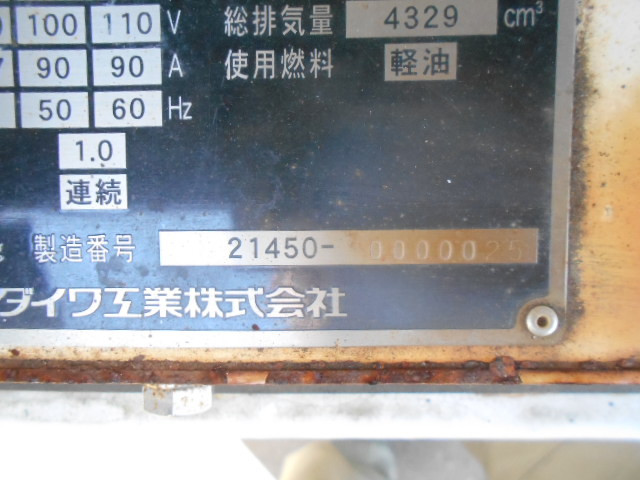 100 110 V 総排気量 4329 cm³
90 90 A 使用燃料 軽油
50 60 Hz
1.0
連続
製造番号 21450-
ダイワ工業株式会社